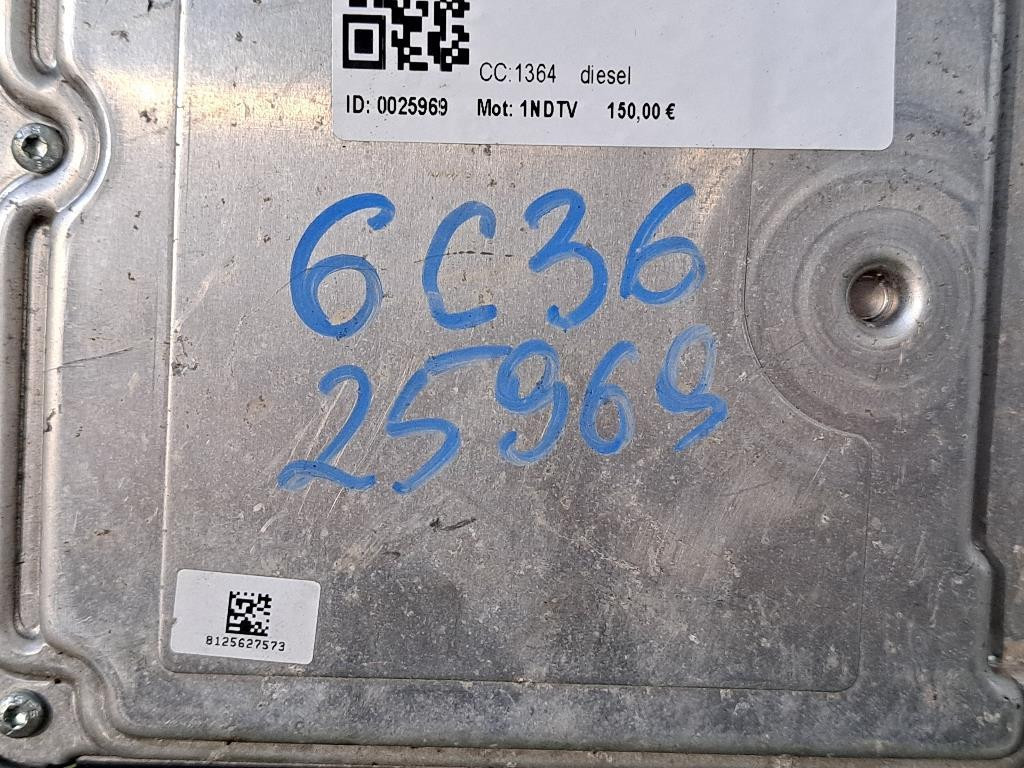 CC:1364 diesel
ID: 0025969 Mot: 1NDTV 150,00 €
6C36
25969
8125627573